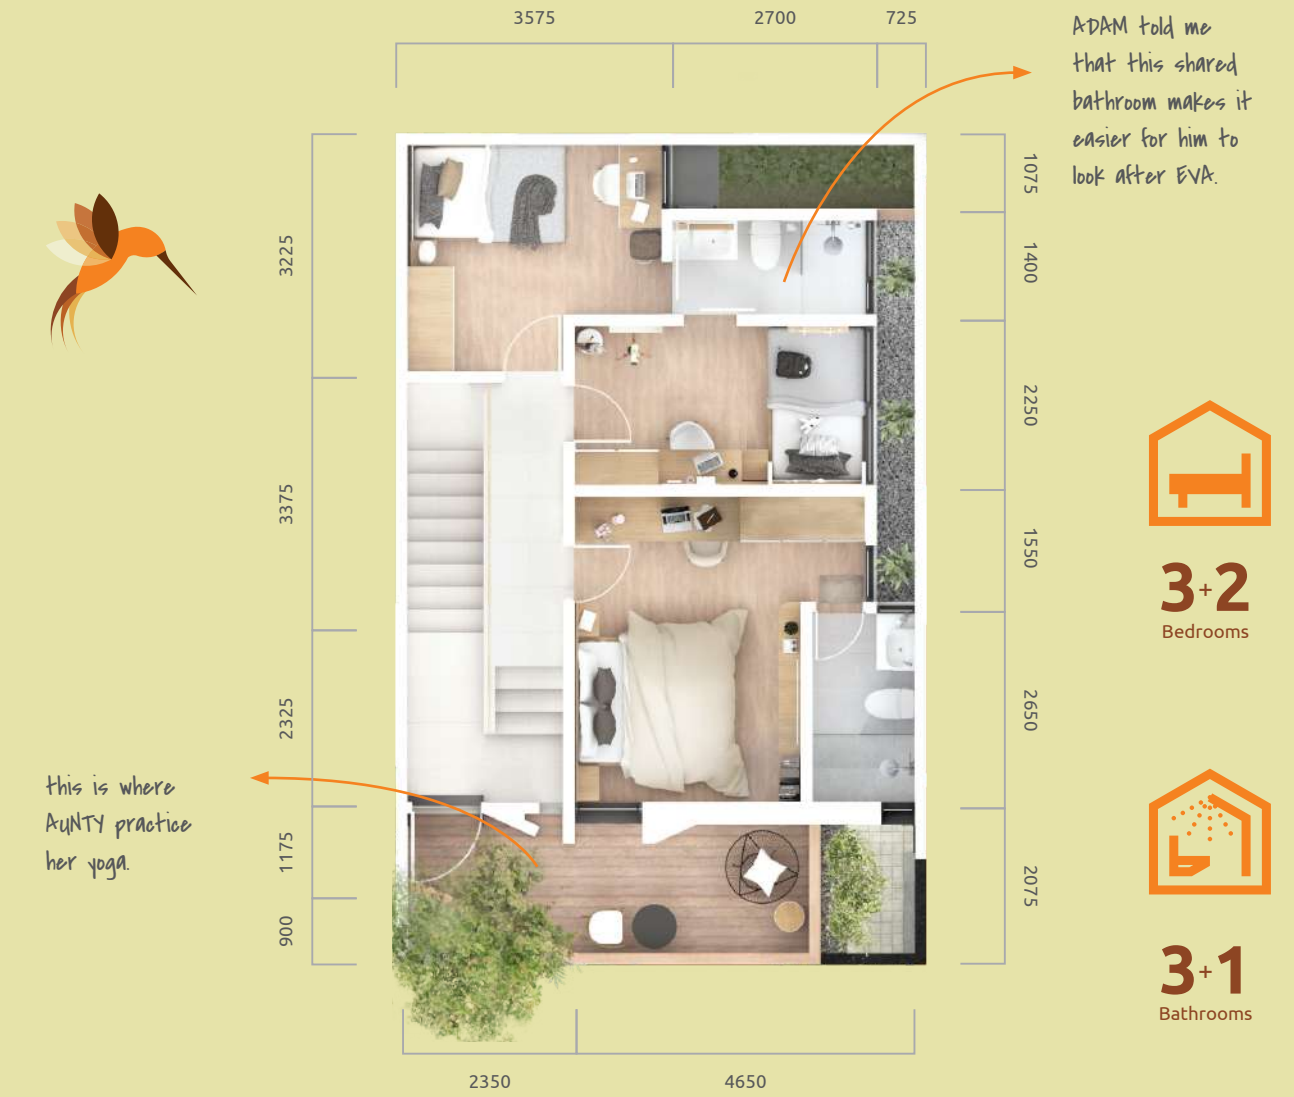 3575
2700
725
ADAM told me
that this shared
bathroom makes it
easier for him to
look after EVA.
1075
1400
3225
2250
3375
1550
3+2
Bedrooms
2650
2325
this is where
AUNTY practice
her yoga.
1175
2075
900
3+1
Bathrooms
2350
4650